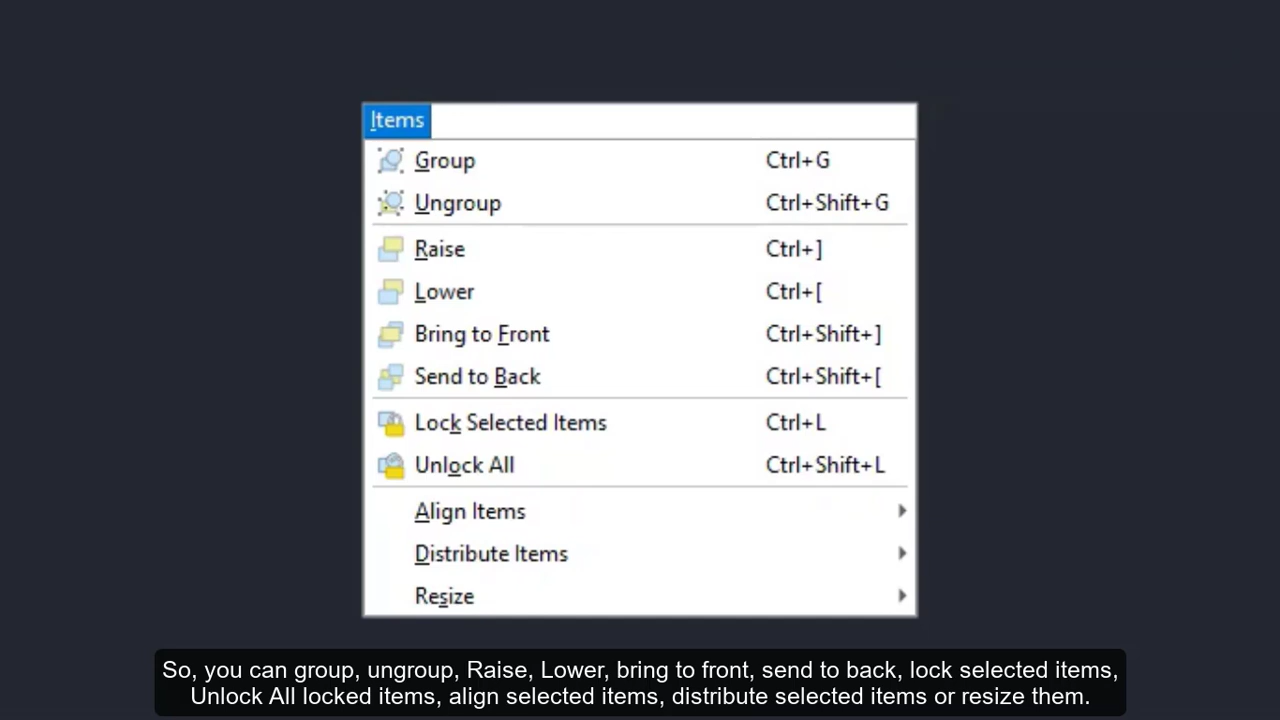 Items
Group Ctrl+G
Ungroup Ctrl+Shift+G
Raise Ctrl+]
Lower Ctrl+[
Bring to Front Ctrl+Shift+]
Send to Back Ctrl+Shift+[
Lock Selected Items Ctrl+L
Unlock All Ctrl+Shift+L
Align Items
Distribute Items
Resize
So, you can group, ungroup, Raise, Lower, bring to front, send to back, lock selected items,
Unlock All locked items, align selected items, distribute selected items or resize them.